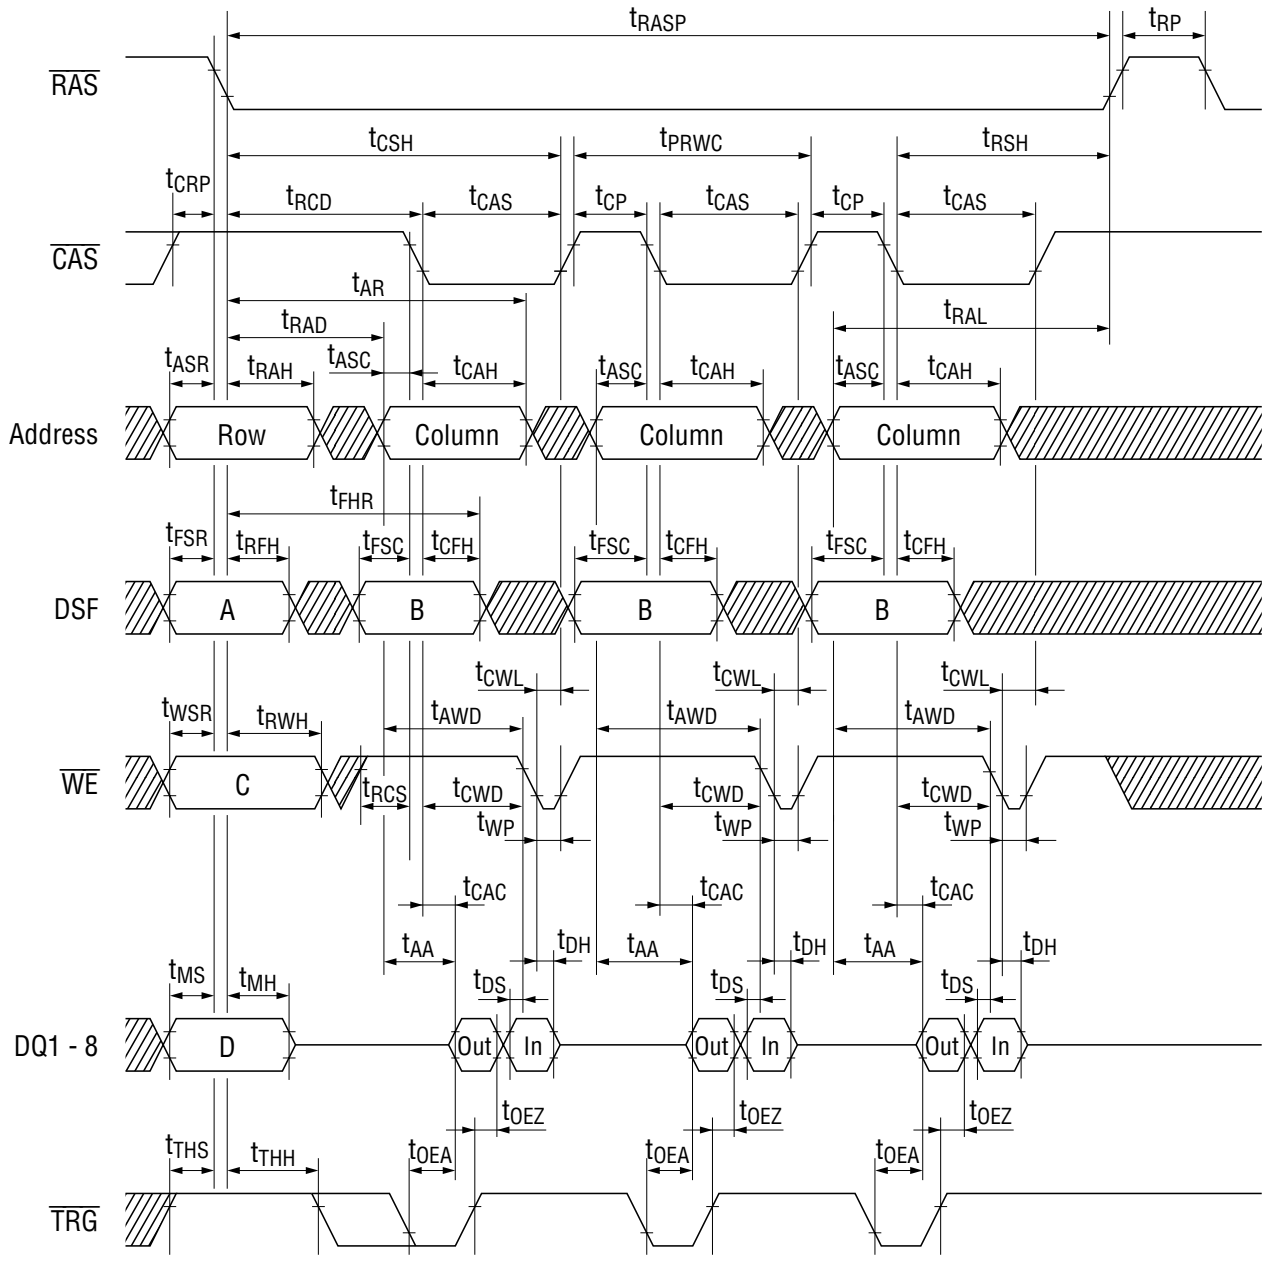 tRASP tRP
RAS
tCSH tPRWC tRSH
tCRP tRCD tCAS tCP tCAS tCP tCAS
CAS
tAR
tRAD tRAL
tASR tRAH tASC tCAH tASC tCAH tASC tCAH
Address Row Column Column Column
tFHR
tFSR tRFH tFSC tCFH tFSC tCFH tFSC tCFH
DSF A B B B
tCWL tCWL tCWL
tWSR tRWH tAWD tAWD tAWD
WE C
tRCS tCWD tCWD tCWD
tWP tWP tWP
tCAC tCAC tCAC
tAA tDH tAA tDH tAA tDH
tMS tMH tDS tDS tDS
DQ1 - 8 D Out In Out In Out In
tOEZ tOEZ tOEZ
tTHS tTHH tOEA tOEA tOEA
TRG